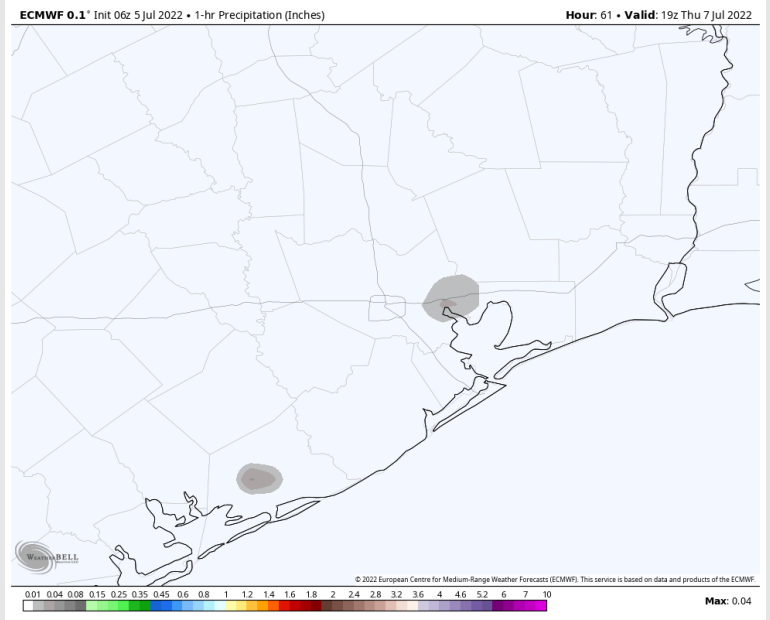 ECMWF 0.1° Init 06z 5 Jul 2022 • 1-hr Precipitation (Inches)
Hour: 61 • Valid: 19z Thu 7 Jul 2022
WEATHERBELL
© 2022 European Centre for Medium-Range Weather Forecasts (ECMWF). This service is based on data and products of the ECMWF.
0.01 0.04 0.08 0.15 0.25 0.35 0.45 0.6 0.8 1 1.2 1.4 1.6 1.8 2 2.4 2.8 3.2 3.6 4 4.6 5.2 6 7 10
Max: 0.04